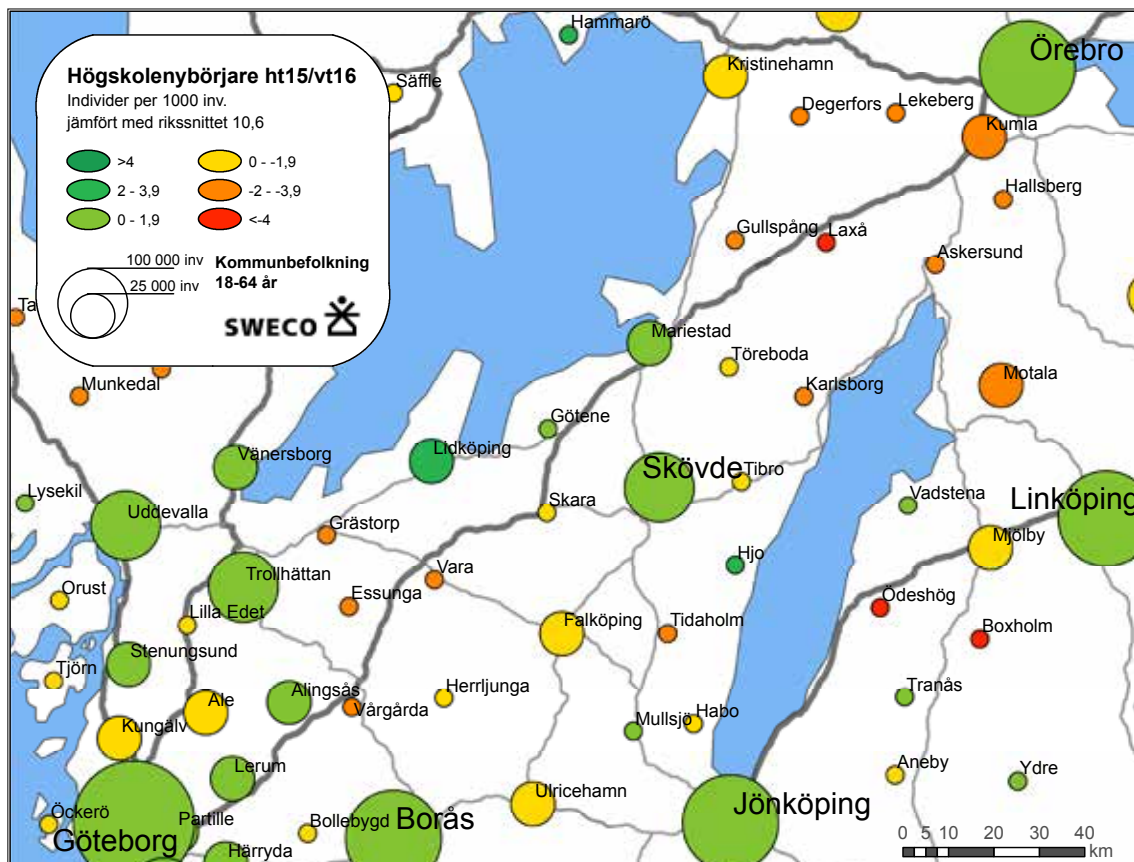 Högskolenybörjare ht15/vt16
Individer per 1000 inv.
jämfört med rikssnittet 10,6
>4
0 - -1,9
2 - 3,9
-2 - -3,9
0 - 1,9
<-4
100 000 inv
25 000 inv
Kommunbefolkning
18-64 år
SWECO
Hammarö
Säffle
Kristinehamn
Örebro
Degerfors
Lekeberg
Kumla
Hallsberg
Gullspång
Laxå
Askersund
Ta
Mariestad
Töreboda
Munkedal
Karlsborg
Motala
Götene
Vänersborg
Lidköping
Skövde
Tibro
Lysekil
Uddevalla
Skara
Vadstena
Linköping
Grästorp
Mjölby
Trollhättan
Vara
Hjo
Orust
Essunga
Ödeshög
Lilla Edet
Falköping
Tidaholm
Boxholm
Stenungsund
Tjörn
Ale
Alingsås
Herrljunga
Tranås
Vårgårda
Kungälv
Mullsjö
Habo
Lerum
Aneby
Ydre
Ulricehamn
Jönköping
Öckerö
Partille
Bollebygd
Borås
Göteborg
Härryda
0 5 10 20 30 40
km